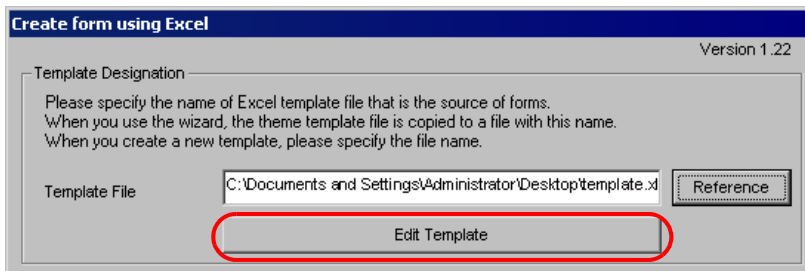 Create form using Excel
Version 1.22
Template Designation
Please specify the name of Excel template file that is the source of forms.
When you use the wizard, the theme template file is copied to a file with this name.
When you create a new template, please specify the file name.
Template File
C:\Documents and Settings\Administrator\Desktop\template.xl
Reference
Edit Template